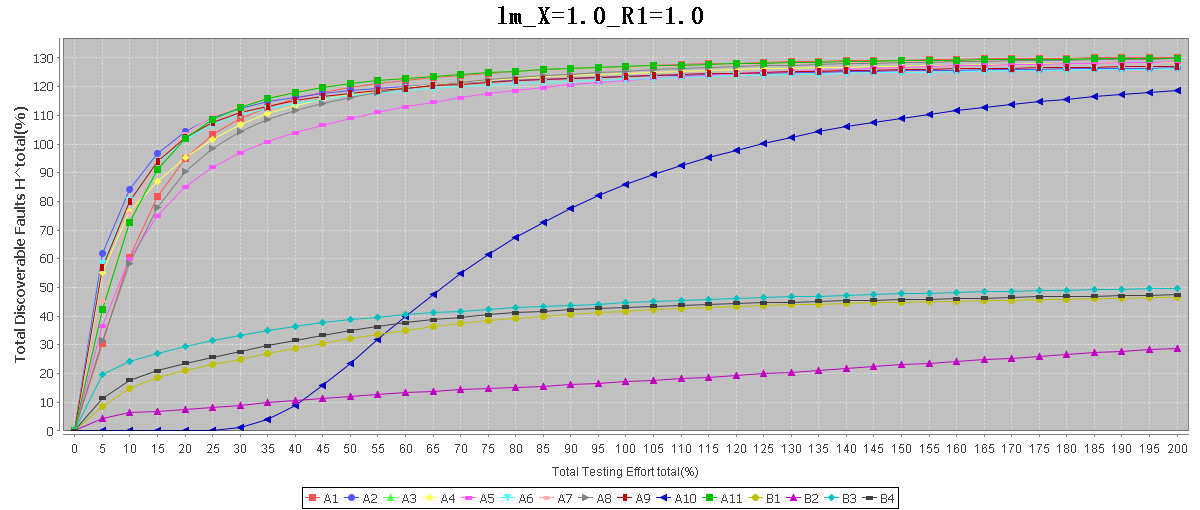 lm_X=1.0_R1=1.0
Total Discoverable Faults H^total(%)
130
120
110
100
90
80
70
60
50
40
30
20
10
0
0 5 10 15 20 25 30 35 40 45 50 55 60 65 70 75 80 85 90 95 100 105 110 115 120 125 130 135 140 145 150 155 160 165 170 175 180 185 190 195 200
Total Testing Effort total(%)
A1 A2 A3 A4 A5 A6 A7 A8 A9 A10 A11 B1 B2 B3 B4